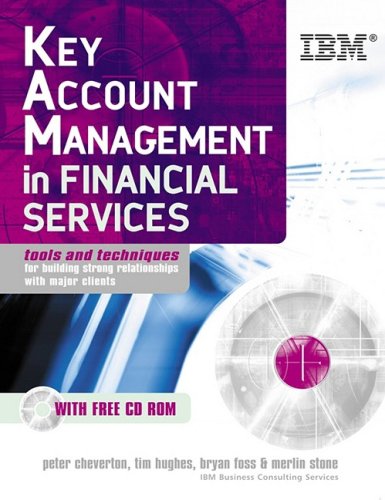 KEY
ACCOUNT
MANAGEMENT
in FINANCIAL
SERVICES
IBM®
tools and techniques
for building strong relationships
with major clients
WITH FREE CD ROM
peter cheverton, tim hughes, bryan foss & merlin stone
IBM Business Consulting Services